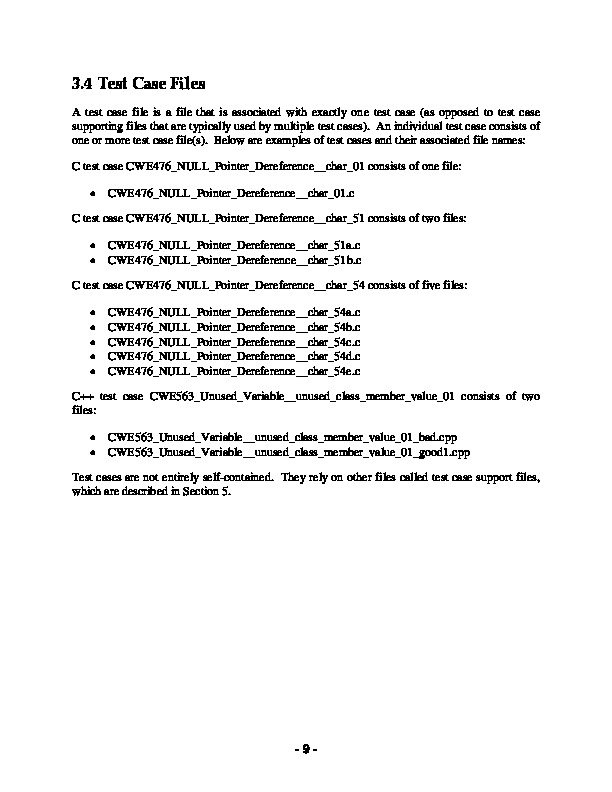 3.4 Test Case Files
A test case file is a file that is associated with exactly one test case (as opposed to test case
supporting files that are typically used by multiple test cases). An individual test case consists of
one or more test case file(s). Below are examples of test cases and their associated file names:
C test case CWE476_NULL_Pointer_Dereference__char_01 consists of one file:
• CWE476_NULL_Pointer_Dereference__char_01.c
C test case CWE476_NULL_Pointer_Dereference__char_51 consists of two files:
• CWE476_NULL_Pointer_Dereference__char_51a.c
• CWE476_NULL_Pointer_Dereference__char_51b.c
C test case CWE476_NULL_Pointer_Dereference__char_54 consists of five files:
• CWE476_NULL_Pointer_Dereference__char_54a.c
• CWE476_NULL_Pointer_Dereference__char_54b.c
• CWE476_NULL_Pointer_Dereference__char_54c.c
• CWE476_NULL_Pointer_Dereference__char_54d.c
• CWE476_NULL_Pointer_Dereference__char_54e.c
C++ test case CWE563_Unused_Variable__unused_class_member_value_01 consists of two
files:
• CWE563_Unused_Variable__unused_class_member_value_01_bad.cpp
• CWE563_Unused_Variable__unused_class_member_value_01_good1.cpp
Test cases are not entirely self-contained. They rely on other files called test case support files,
which are described in Section 5.
- 9 -